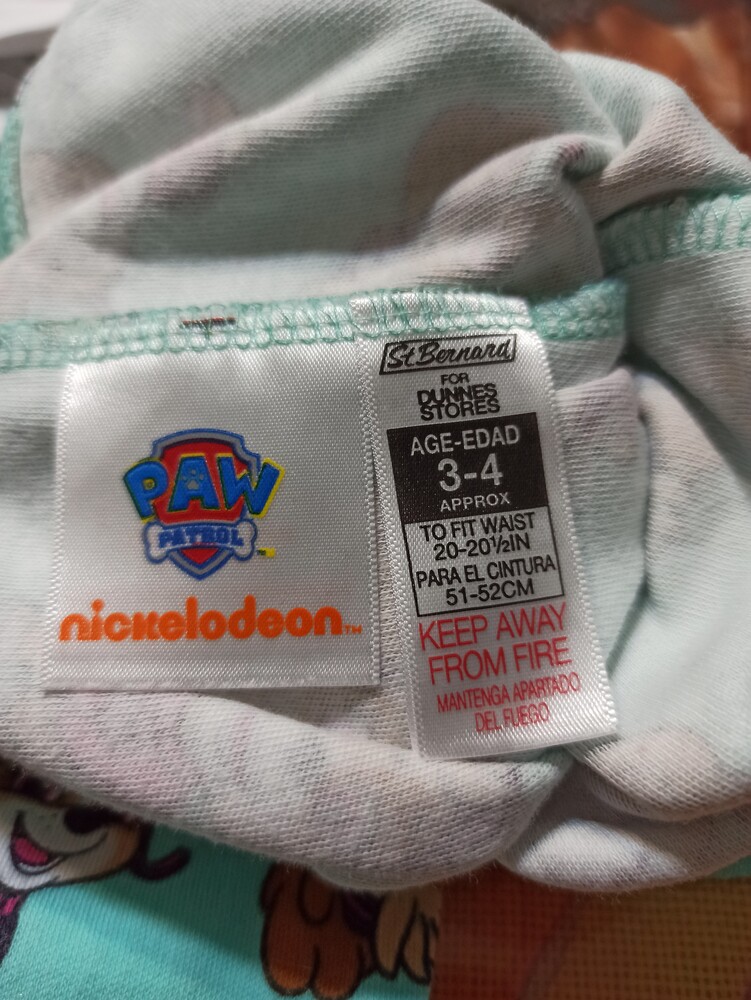 PAW
PATROL
nickelodeon™
St Bernard
FOR
DUNNES
STORES
AGE-EDAD
3-4
APPROX
TO FIT WAIST
20-20½IN
PARA EL CINTURA
51-52CM
KEEP AWAY
FROM FIRE
MANTENGA APARTADO
DEL FUEGO